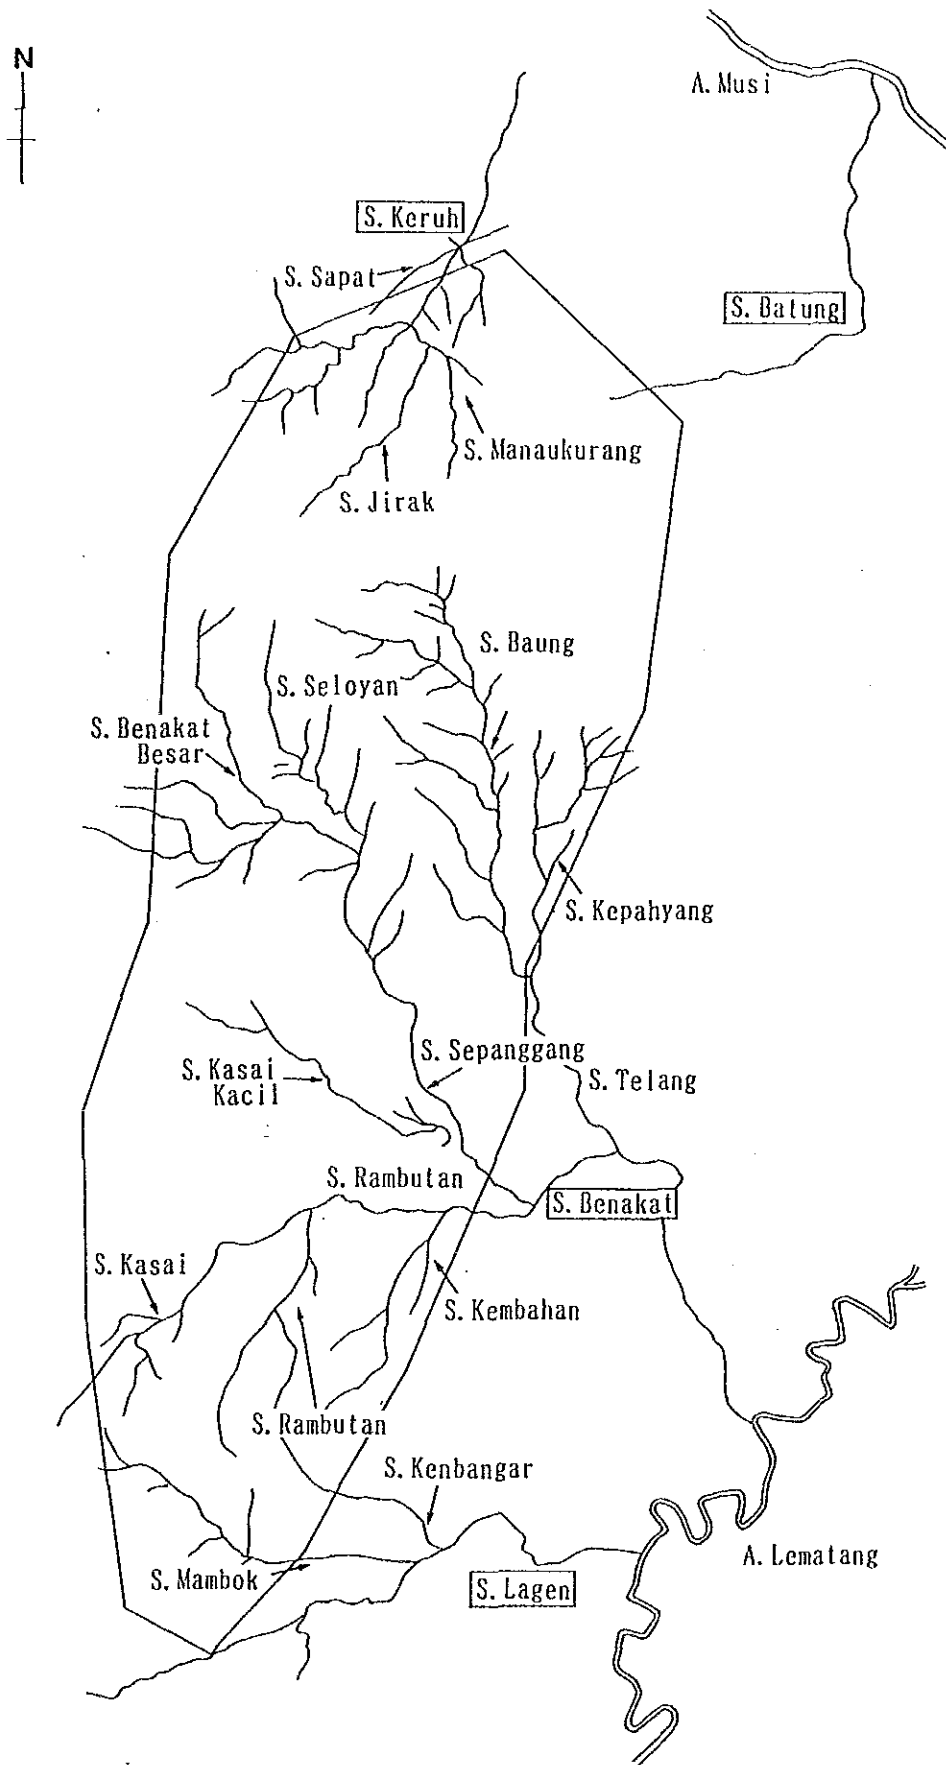 N
A. Musi
S. Keruh
S. Sapat
S. Batung
S. Manaukurang
S. Jirak
S. Baung
S. Seloyan
S. Benakat
Besar
S. Kepahyang
S. Sepanggang
S. Kasai
Kacil
S. Telang
S. Rambutan
S. Benakat
S. Kasai
S. Kembahan
S. Rambutan
S. Kenbangar
A. Lematang
S. Mambok
S. Lagen